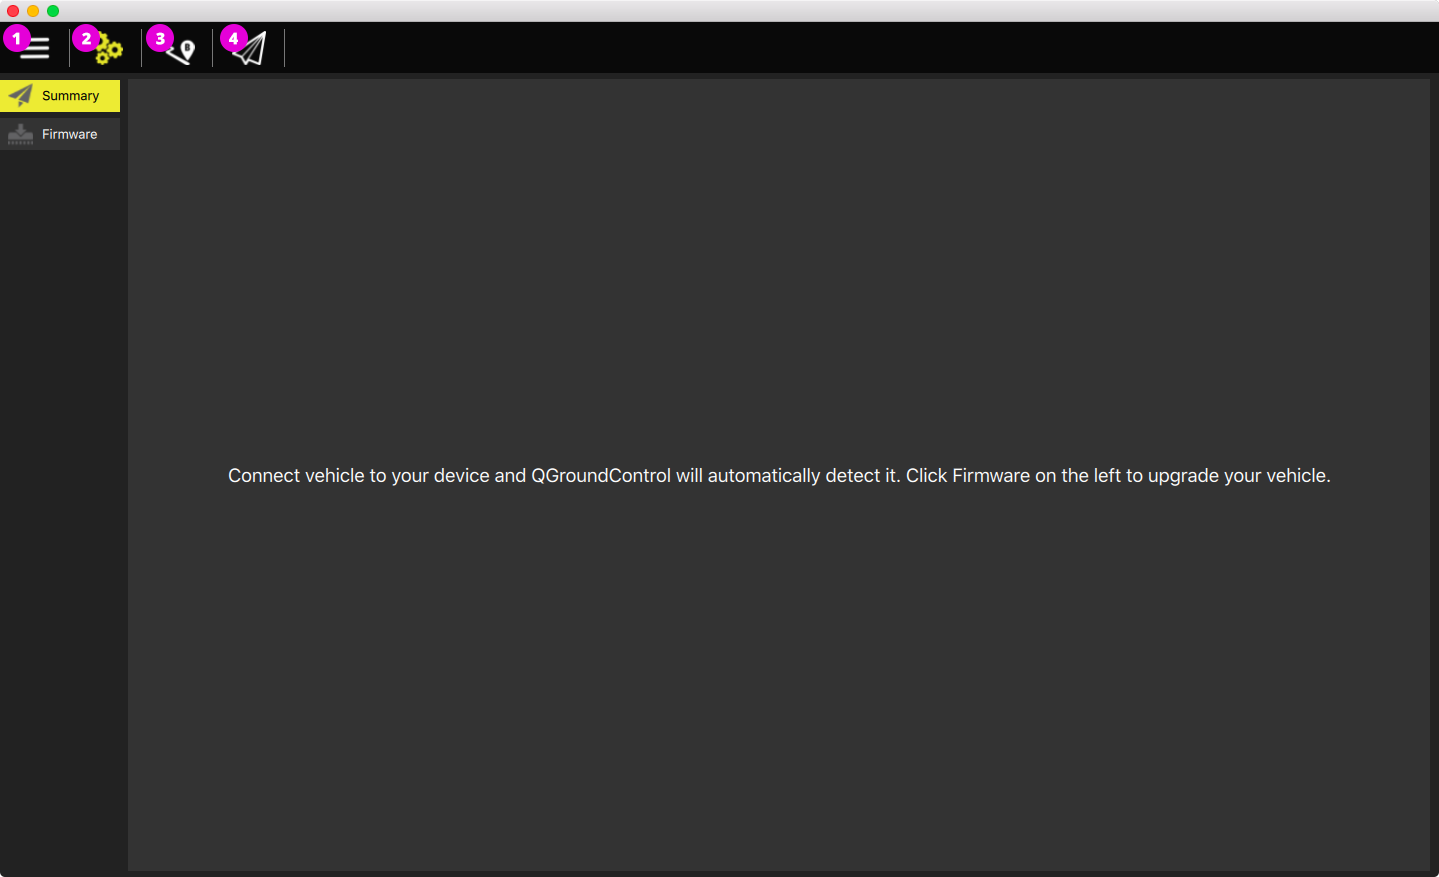 1
2
3
4
Summary
Firmware
Connect vehicle to your device and QGroundControl will automatically detect it. Click Firmware on the left to upgrade your vehicle.